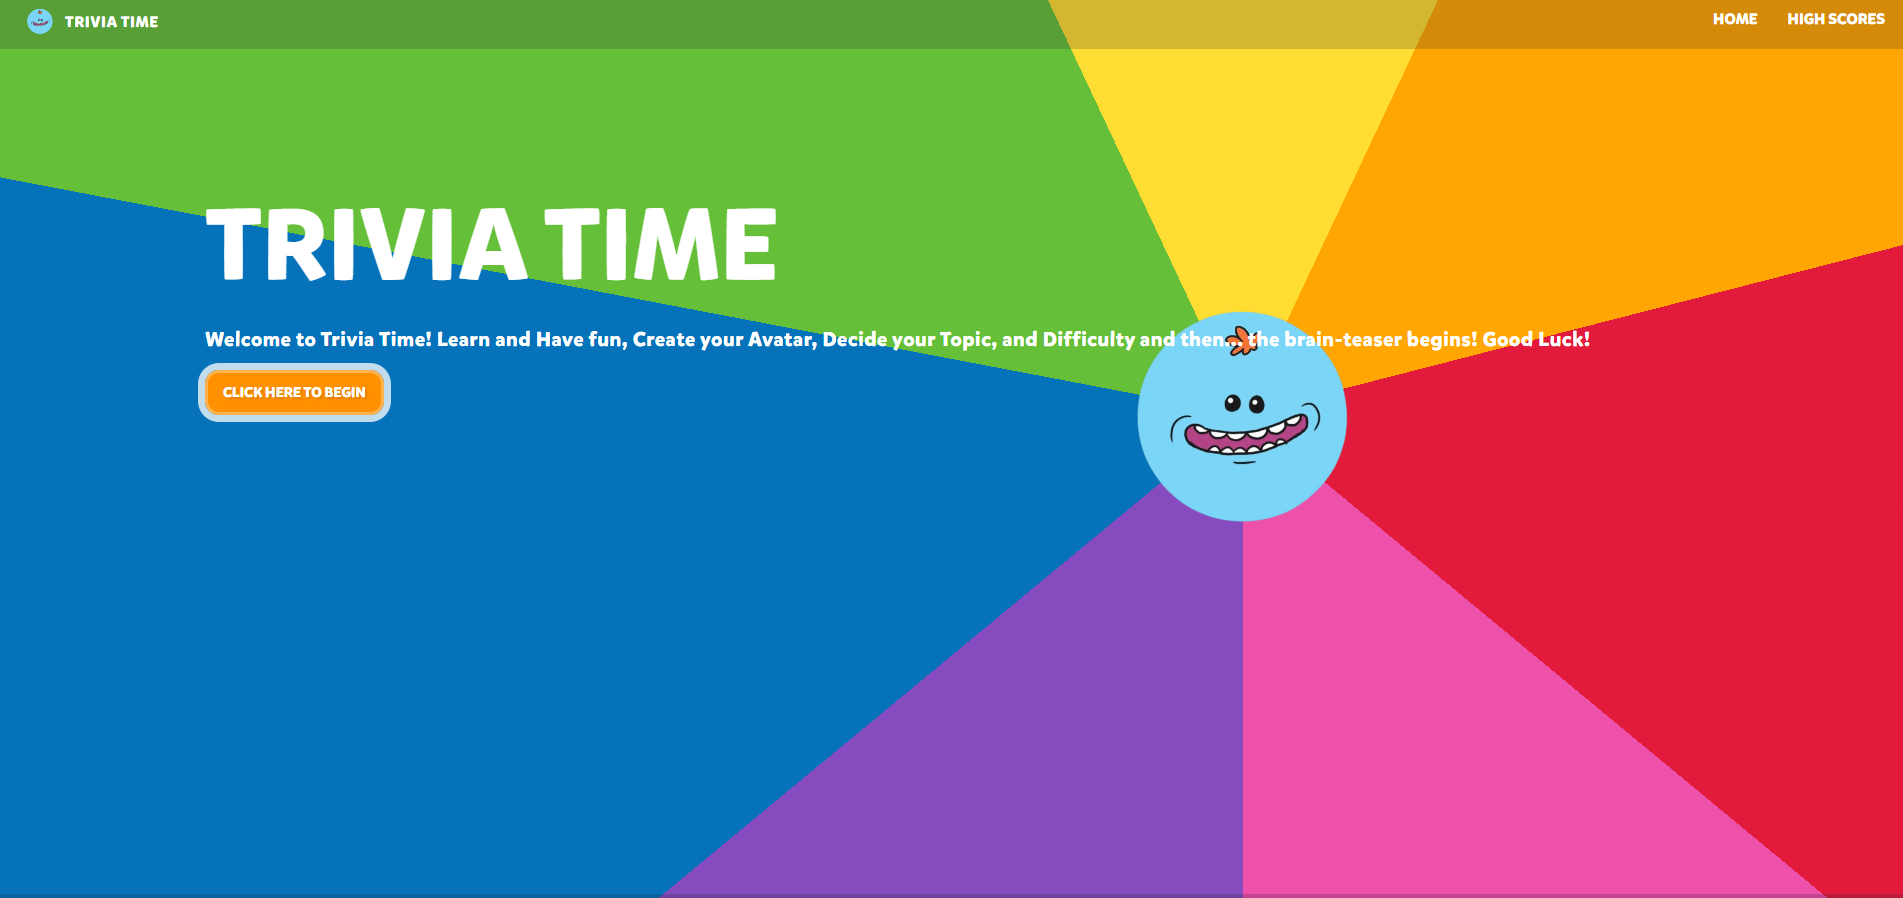 TRIVIA TIME
HOME
HIGH SCORES
TRIVIA TIME
Welcome to Trivia Time! Learn and Have fun, Create your Avatar, Decide your Topic, and Difficulty and then... the brain-teaser begins! Good Luck!
CLICK HERE TO BEGIN